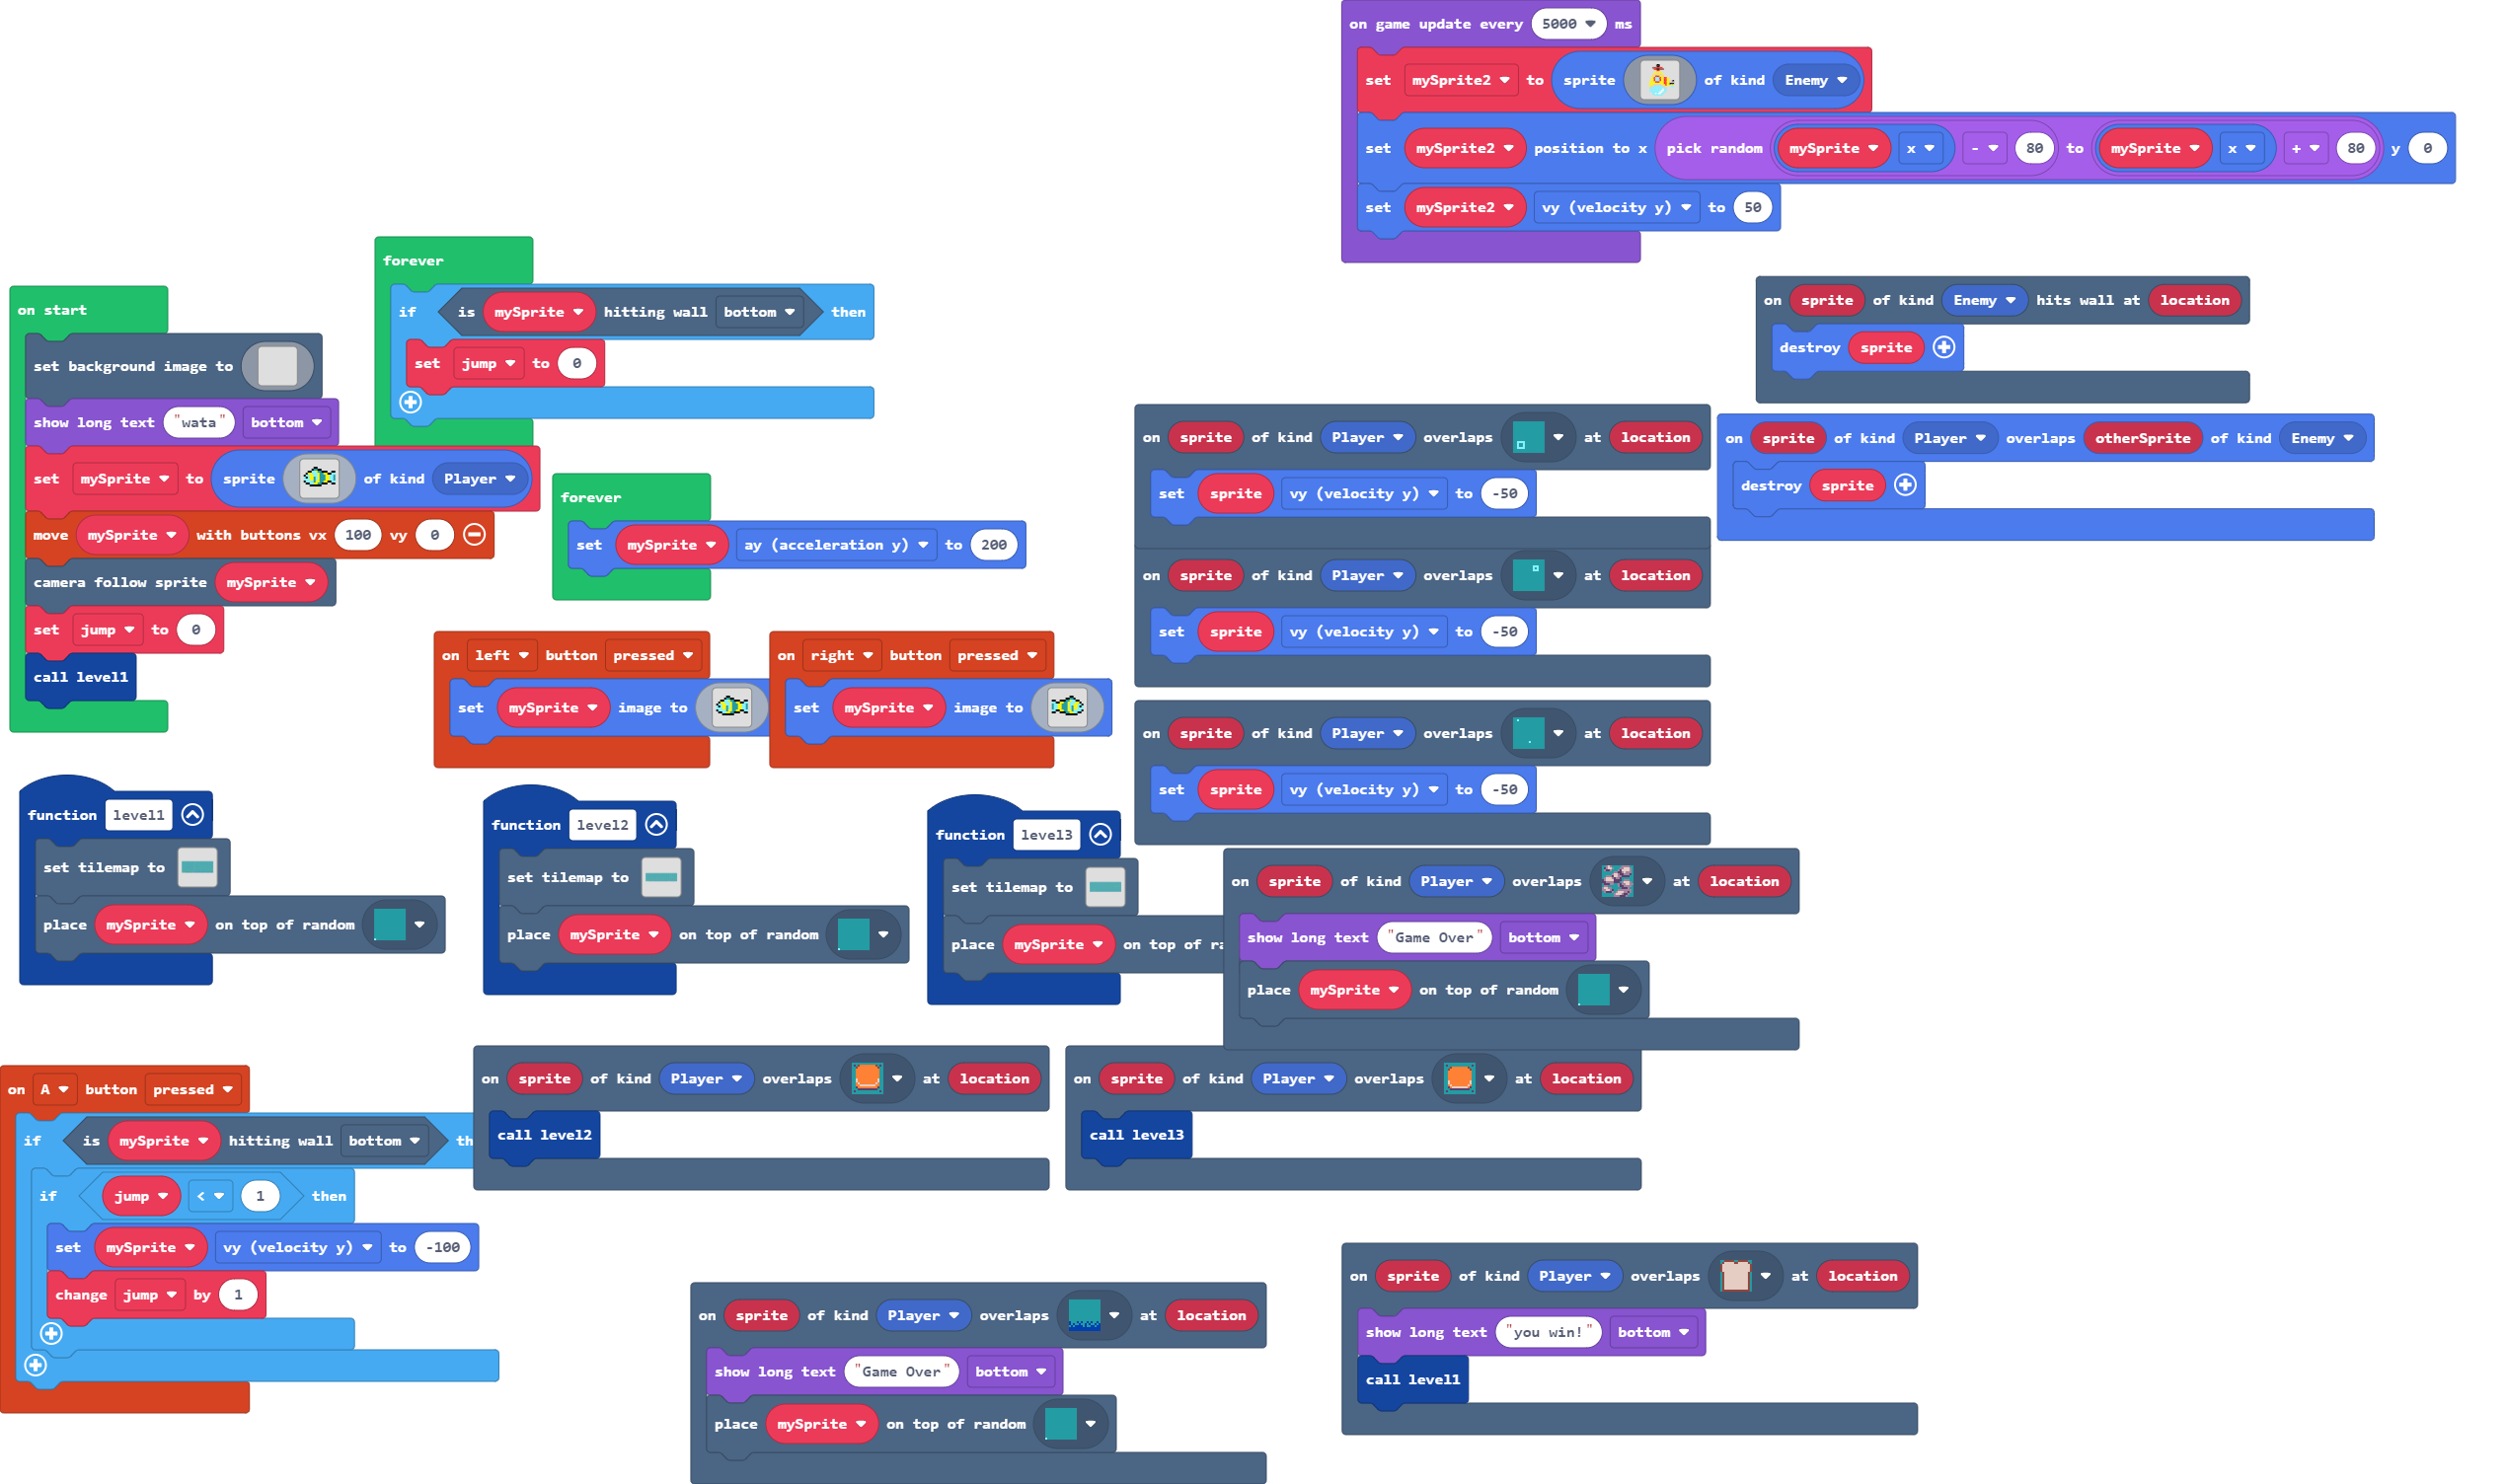 on game update every 5000 ms
set mySprite2 to sprite of kind Enemy
set mySprite2 position to x pick random mySprite x - 80 to mySprite x + 80 y 0
set mySprite2 vy (velocity y) to 50
forever
if is mySprite hitting wall bottom then
set jump to 0
on start
set background image to
show long text "wata" bottom
set mySprite to sprite of kind Player
move mySprite with buttons vx 100 vy 0
camera follow sprite mySprite
set jump to 0
call level1
forever
set mySprite ay (acceleration y) to 200
on left button pressed
set mySprite image to
on right button pressed
set mySprite image to
on sprite of kind Enemy hits wall at location
destroy sprite
on sprite of kind Player overlaps at location
set sprite vy (velocity y) to -50
on sprite of kind Player overlaps otherSprite of kind Enemy
destroy sprite
on sprite of kind Player overlaps at location
set sprite vy (velocity y) to -50
on sprite of kind Player overlaps at location
set sprite vy (velocity y) to -50
function level1
set tilemap to
place mySprite on top of random
function level2
set tilemap to
place mySprite on top of random
function level3
set tilemap to
place mySprite on top of ra
on sprite of kind Player overlaps at location
show long text "Game Over" bottom
place mySprite on top of random
on A button pressed
if is mySprite hitting wall bottom th
if jump < 1 then
set mySprite vy (velocity y) to -100
change jump by 1
on sprite of kind Player overlaps at location
call level2
on sprite of kind Player overlaps at location
call level3
on sprite of kind Player overlaps at location
show long text "Game Over" bottom
place mySprite on top of random
on sprite of kind Player overlaps at location
show long text "you win!" bottom
call level1